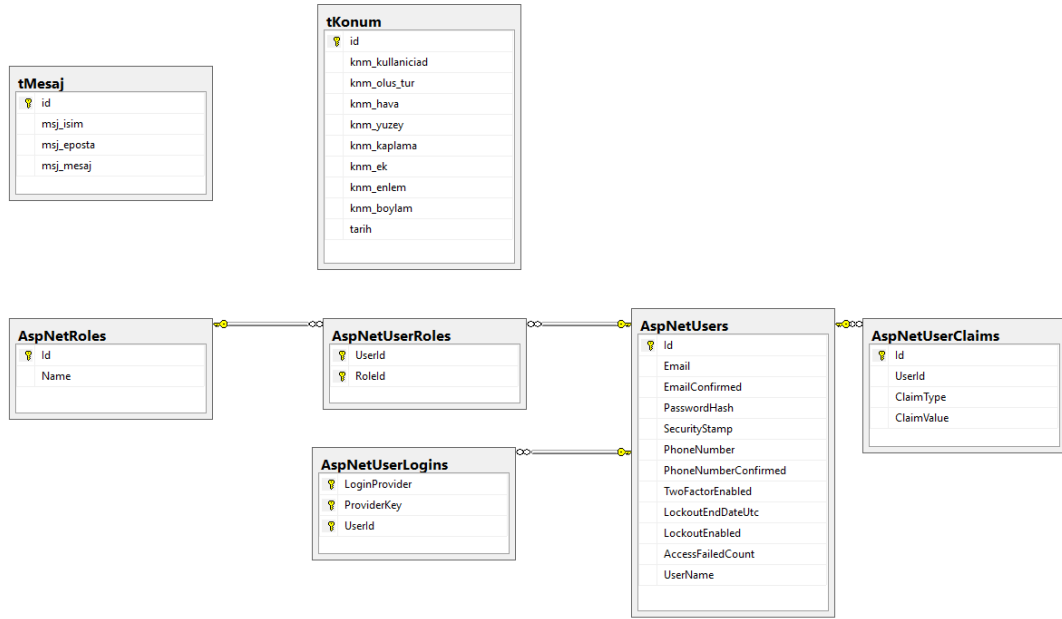 tKonum
id
knm_kullaniciad
knm_olus_tur
knm_hava
knm_yuzey
knm_kaplama
knm_ek
knm_enlem
knm_boylam
tarih
tMesaj
id
msj_isim
msj_eposta
msj_mesaj
AspNetRoles
Id
Name
AspNetUserRoles
UserId
RoleId
AspNetUsers
Id
Email
EmailConfirmed
PasswordHash
SecurityStamp
PhoneNumber
PhoneNumberConfirmed
TwoFactorEnabled
LockoutEndDateUtc
LockoutEnabled
AccessFailedCount
UserName
AspNetUserClaims
Id
UserId
ClaimType
ClaimValue
AspNetUserLogins
LoginProvider
ProviderKey
UserId